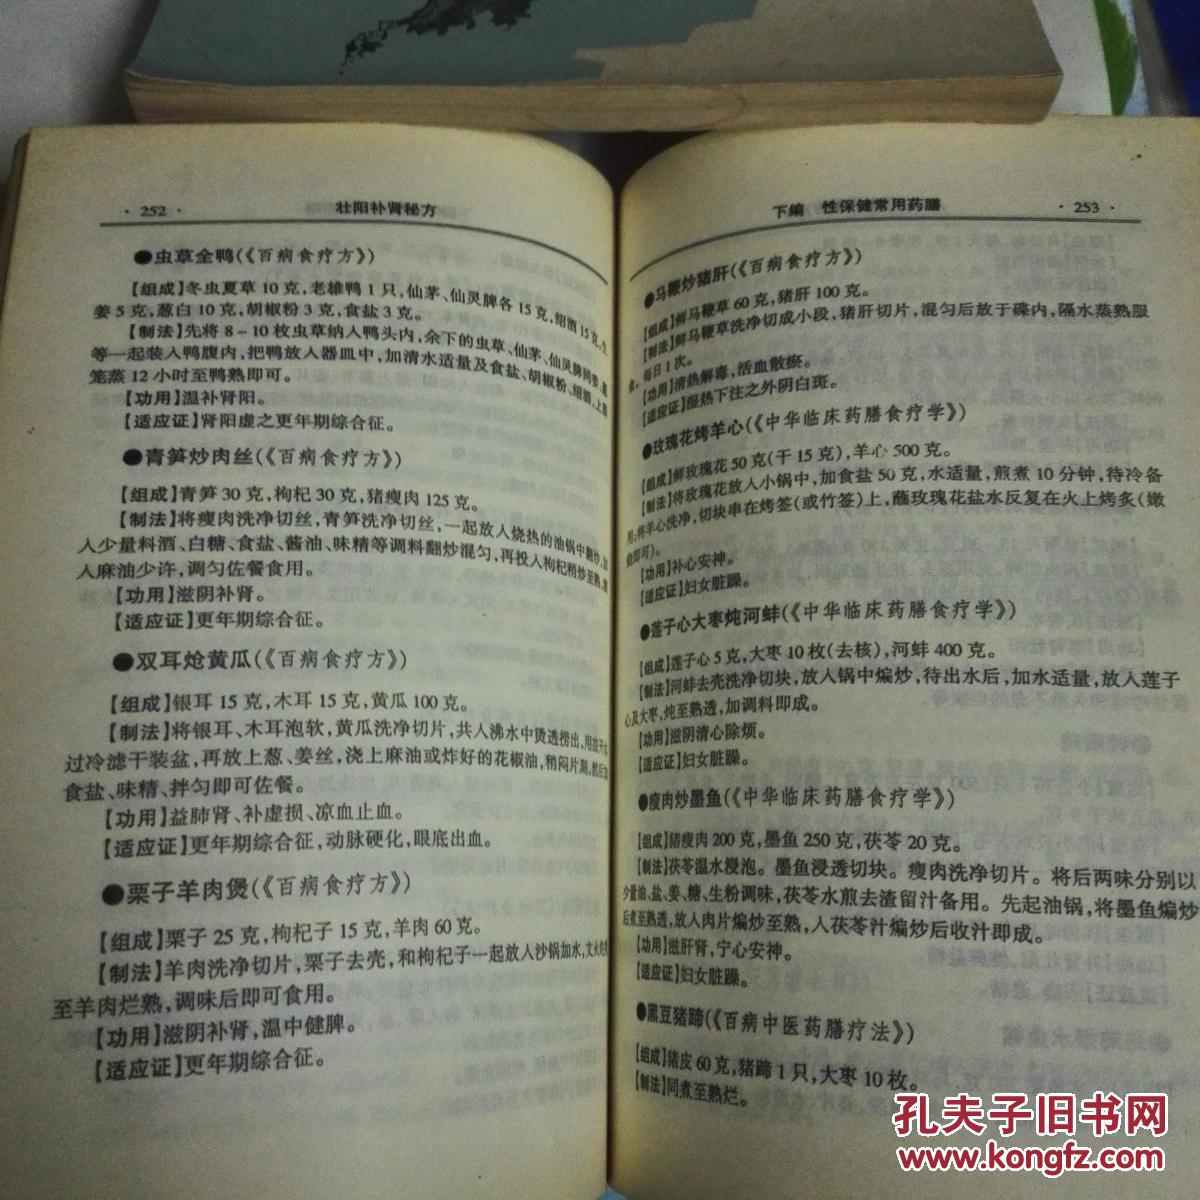 ·252· 壮阳补肾秘方
●虫草全鸭(《百病食疗方》)
【组成】冬虫夏草10克,老雄鸭1只,仙茅、仙灵脾各15克,绍酒15克,生
姜5克,葱白10克,胡椒粉3克,食盐3克。
【制法】先将8-10枚虫草纳入鸭头内,余下的虫草、仙茅、仙灵脾同姜、葱
等一起装入鸭腹内,把鸭放入器皿中,加清水适量及食盐、胡椒粉、绍酒,上
笼蒸12小时至鸭熟即可。
【功用】温补肾阳。
【适应证】肾阳虚之更年期综合征。
●青笋炒肉丝(《百病食疗方》)
【组成】青笋30克,枸杞30克,猪瘦肉125克。
【制法】将瘦肉洗净切丝,青笋洗净切丝,一起放入烧热的油锅中翻炒,加
入少量料酒、白糖、食盐、酱油、味精等调料翻炒混匀,再投入枸杞稍炒至熟,
入麻油少许,调匀佐餐食用。
【功用】滋阴补肾。
【适应证】更年期综合征。
●双耳炝黄瓜(《百病食疗方》)
【组成】银耳15克,木耳15克,黄瓜100克。
【制法】将银耳、木耳泡软,黄瓜洗净切片,共入沸水中烫透捞出,用凉开水
过冷滤干装盆,再放上葱、姜丝,浇上麻油或炸好的花椒油,稍闷片刻,然后加
食盐、味精、拌匀即可佐餐。
【功用】益肺肾、补虚损、凉血止血。
【适应证】更年期综合征,动脉硬化,眼底出血。
●栗子羊肉煲(《百病食疗方》)
【组成】栗子25克,枸杞子15克,羊肉60克。
【制法】羊肉洗净切片,栗子去壳,和枸杞子一起放入沙锅加水,文火炖
至羊肉烂熟,调味后即可食用。
【功用】滋阴补肾,温中健脾。
【适应证】更年期综合征。
下编 性保健常用药膳 ·253·
●马鞭炒猪肝(《百病食疗方》)
【组成】鲜马鞭草60克,猪肝100克。
【制法】鲜马鞭草洗净切成小段,猪肝切片,混匀后放于碟内,隔水蒸熟服
食。每日1次。
【功用】清热解毒,活血散瘀。
【适应证】湿热下注之外阴白斑。
●玫瑰花烤羊心(《中华临床药膳食疗学》)
【组成】鲜玫瑰花50克(干15克),羊心500克。
【制法】将玫瑰花放入小锅中,加食盐50克,水适量,煎煮10分钟,待冷备
用;将羊心洗净,切块串在烤签(或竹签)上,蘸玫瑰花盐水反复在火上烤炙(嫩
烧即可)。
【功用】补心安神。
【适应证】妇女脏躁。
●莲子心大枣炖河蚌(《中华临床药膳食疗学》)
【组成】莲子心5克,大枣10枚(去核),河蚌400克。
【制法】河蚌去壳洗净切块,放入锅中煸炒,待出水后,加水适量,放入莲子
心及大枣,炖至熟透,加调料即成。
【功用】滋阴清心除烦。
【适应证】妇女脏躁。
●瘦肉炒墨鱼(《中华临床药膳食疗学》)
【组成】猪瘦肉200克,墨鱼250克,茯苓20克。
【制法】茯苓温水浸泡。墨鱼浸透切块。瘦肉洗净切片。将后两味分别以
少量油、盐、姜、糖、生粉调味,茯苓水煎去渣留汁备用。先起油锅,将墨鱼煸炒
后煮至熟透,放入肉片煸炒至熟,入茯苓汁煸炒后收汁即成。
【功用】滋肝肾,宁心安神。
【适应证】妇女脏躁。
●黑豆猪蹄(《百病中医药膳疗法》)
【组成】猪皮60克,猪蹄1只,大枣10枚。
【制法】同煮至熟烂。
孔夫子旧书网
www.kongfz.com